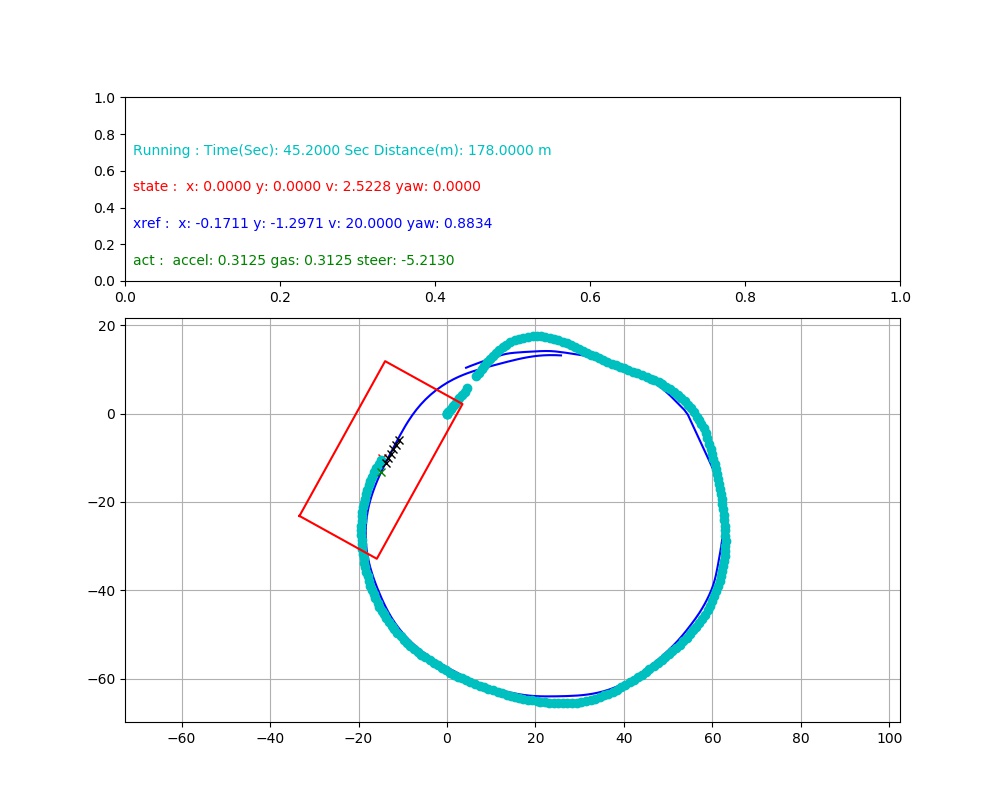 1.0
0.8
Running : Time(Sec): 45.2000 Sec Distance(m): 178.0000 m
0.6
state :  x: 0.0000 y: 0.0000 v: 2.5228 yaw: 0.0000
0.4
xref :  x: -0.1711 y: -1.2971 v: 20.0000 yaw: 0.8834
0.2
act :  accel: 0.3125 gas: 0.3125 steer: -5.2130
0.0
0.0 0.2 0.4 0.6 0.8 1.0
20
0
−20
−40
−60
−60 −40 −20 0 20 40 60 80 100